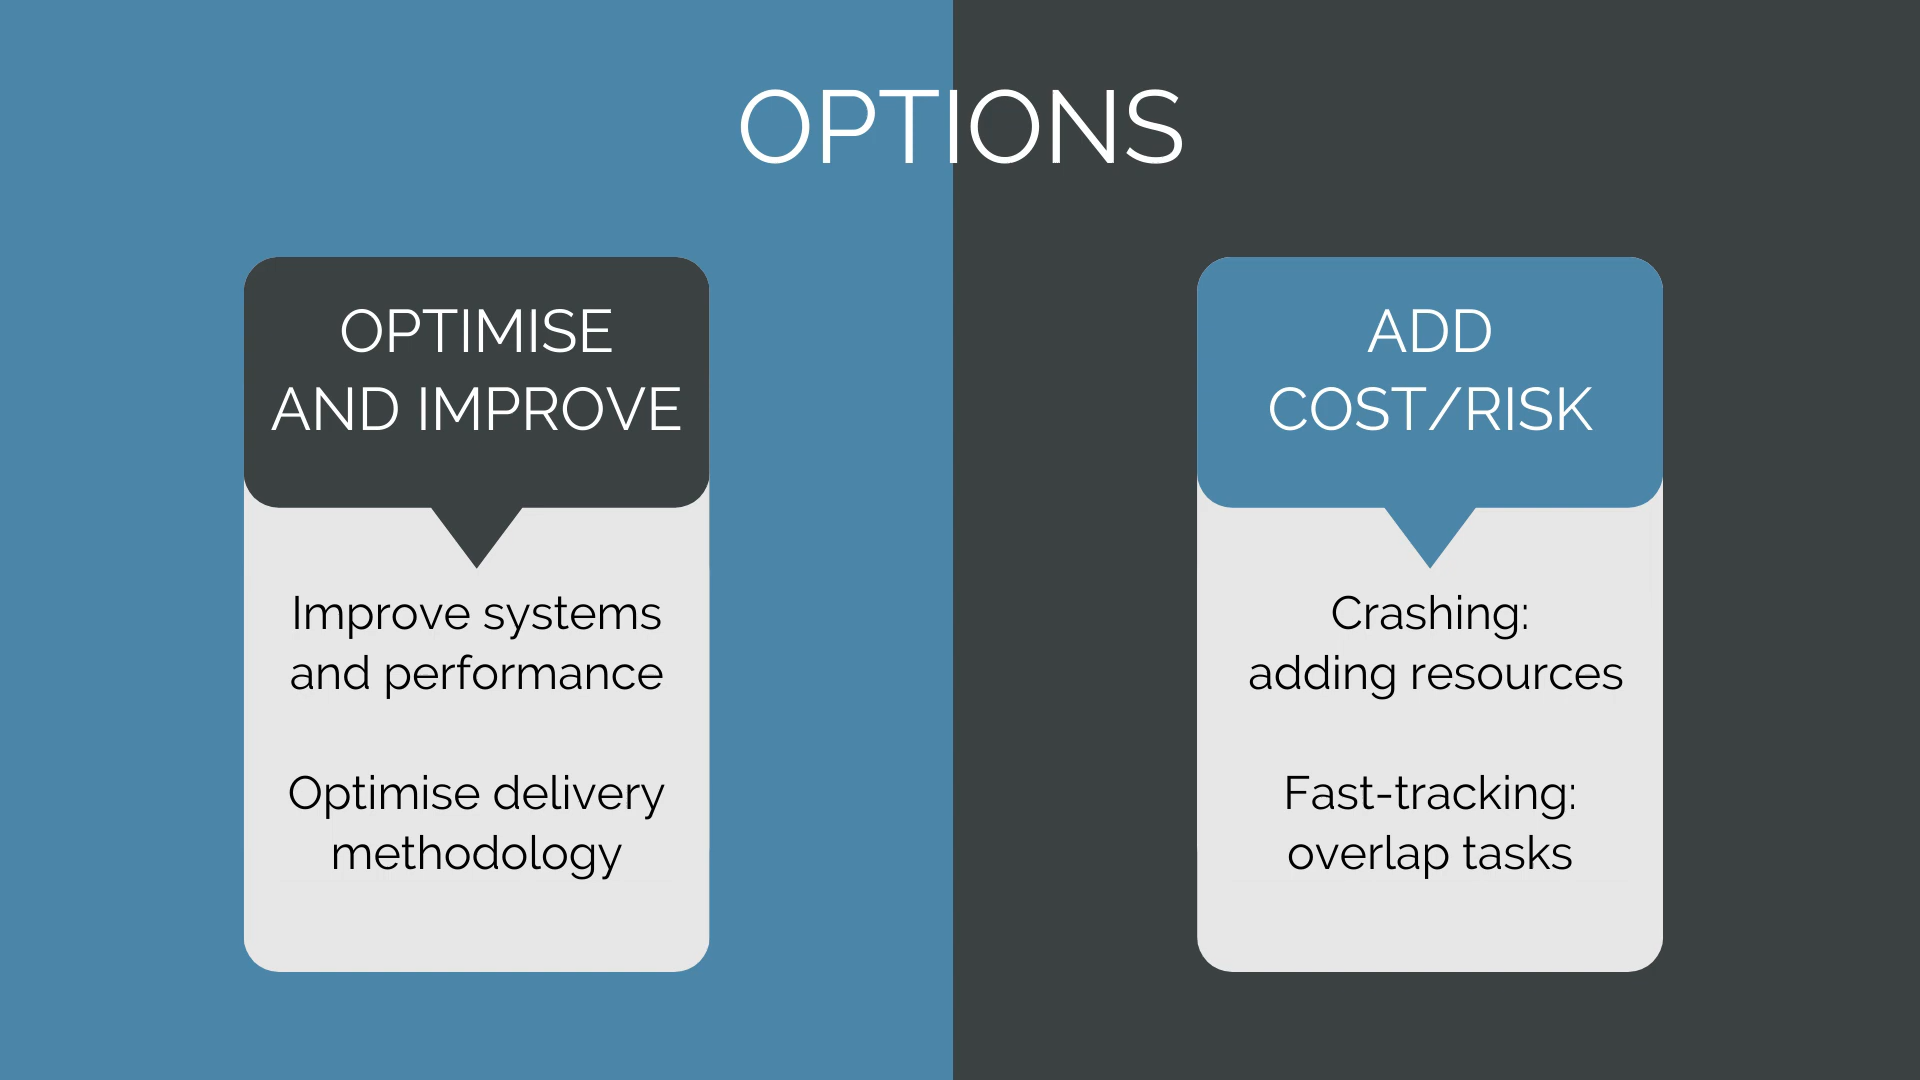 OPTIONS
OPTIMISE
AND IMPROVE
Improve systems
and performance
Optimise delivery
methodology
ADD
COST/RISK
Crashing:
adding resources
Fast-tracking:
overlap tasks